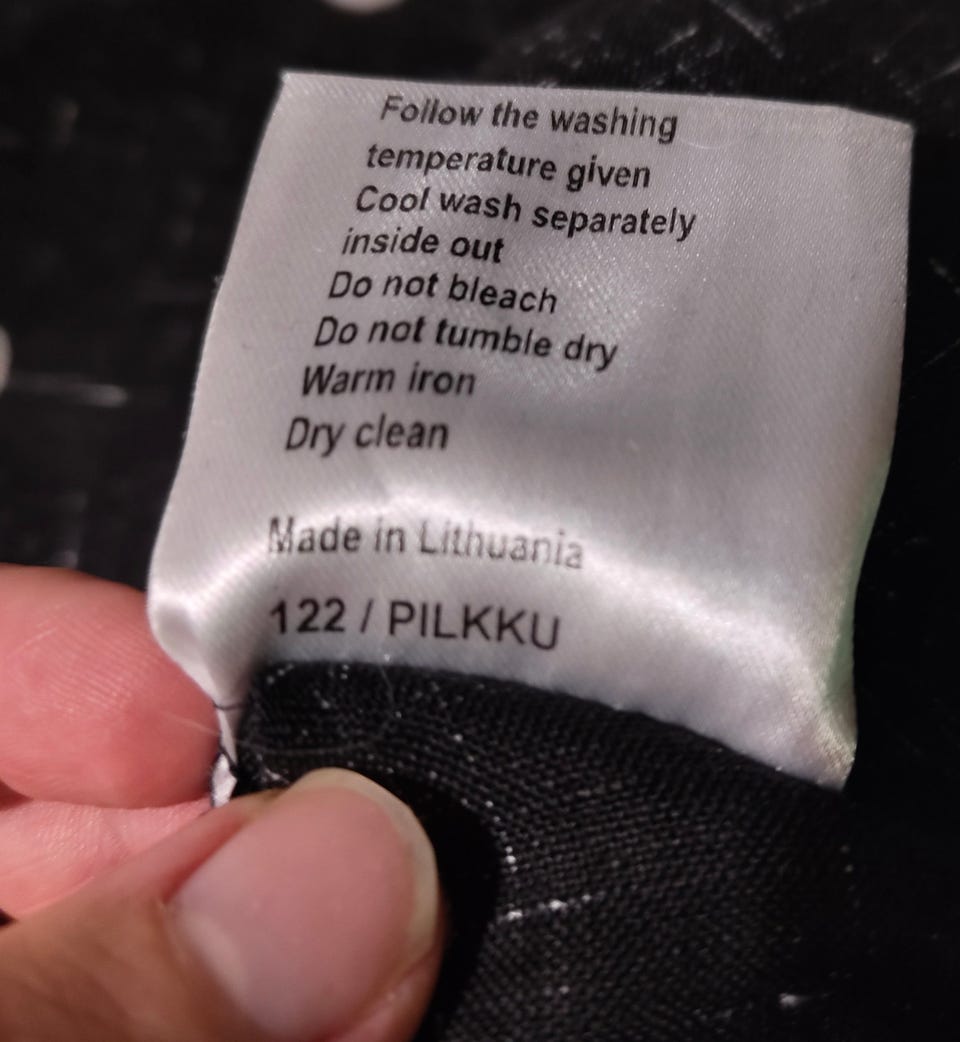 Follow the washing
temperature given
Cool wash separately
inside out
Do not bleach
Do not tumble dry
Warm iron
Dry clean
Made in Lithuania
122 / PILKKU